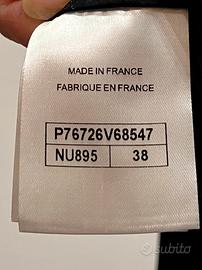 MADE IN FRANCE
FABRIQUE EN FRANCE
P76726V68547
NU895 38
subito